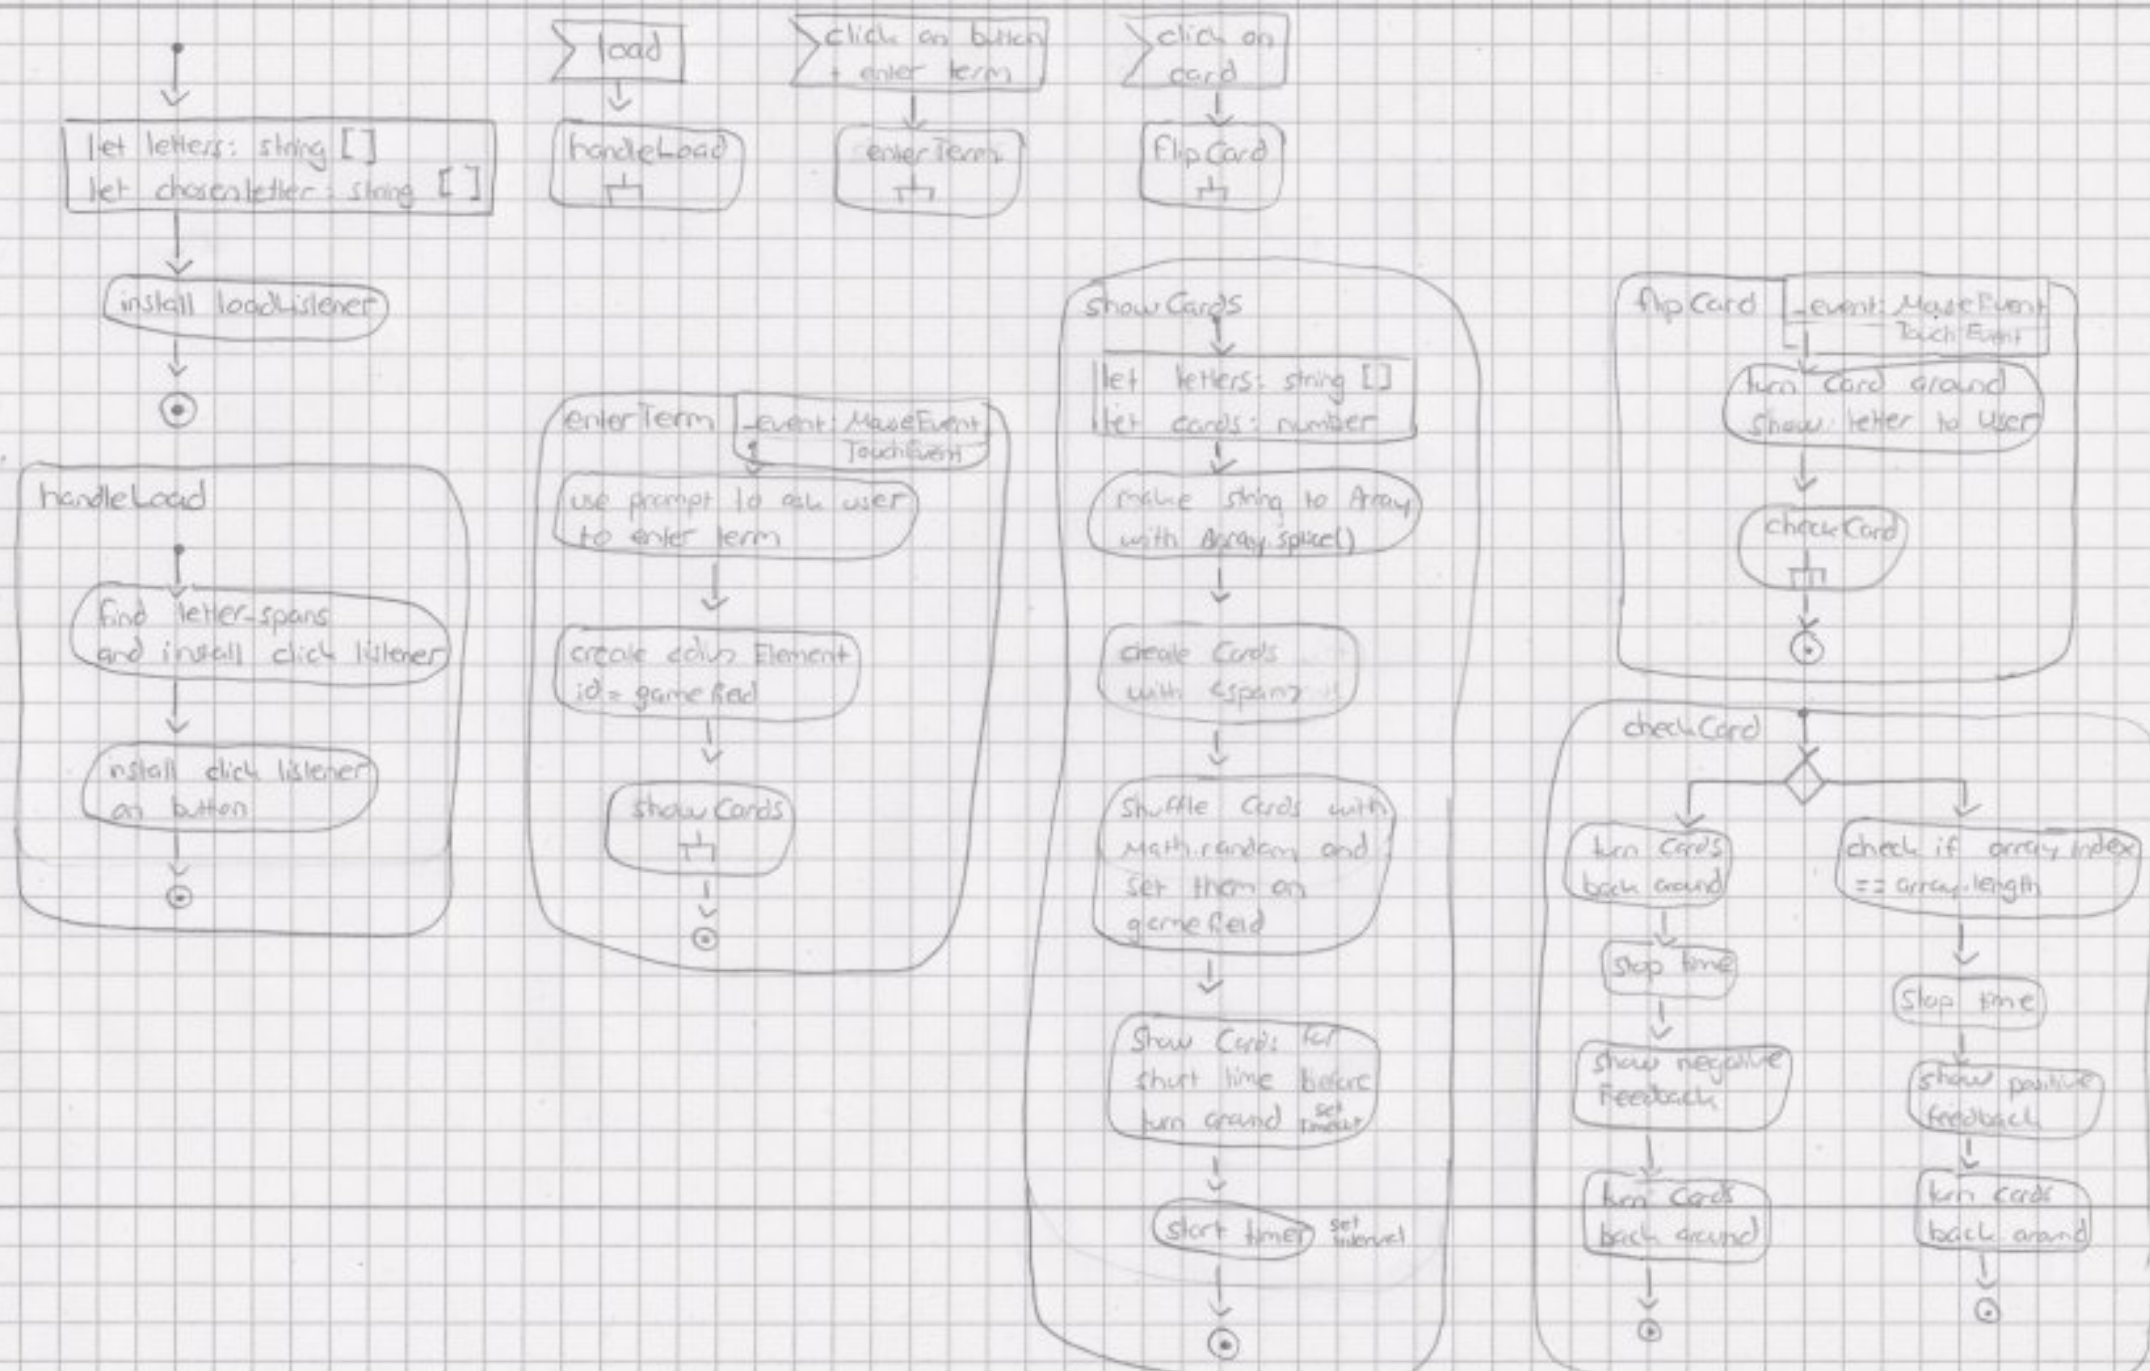 let letters: string []
let chosenletter: string []
install loadListener
load
handleLoad
click on button
+ enter term
enterTerm
click on
card
flipCard
handleLoad
find letter-spans
and install click listener
install click listener
on button
enterTerm
_event: MouseEvent
TouchEvent
use prompt to ask user
to enter term
create <div> Element
id = gamefield
showCards
showCards
let letters: string []
let cards: number
make string to Array
with Array.splice()
create Cards
with <span>
Shuffle Cards with
Math.random and
set them on
gamefield
Show Cards for
short time before
turn around set
Timeout
start timer set
interval
flipCard
_event: MouseEvent
TouchEvent
turn card around
show letter to user
checkCard
checkCard
turn Cards
back around
stop time
show negative
Feedback
turn Cards
back around
check if array index
== array.length
stop time
show positive
feedback
turn cards
back around